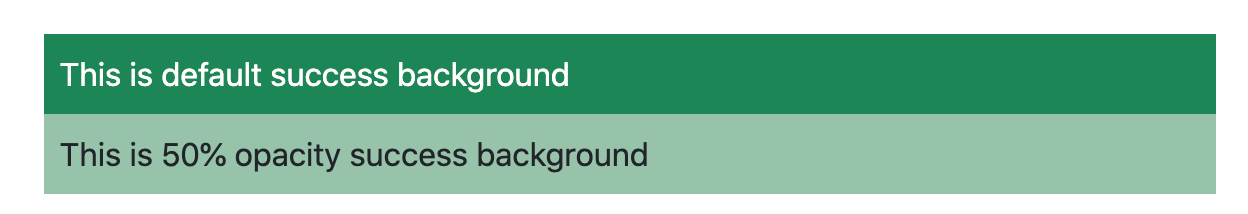 This is default success background
This is 50% opacity success background